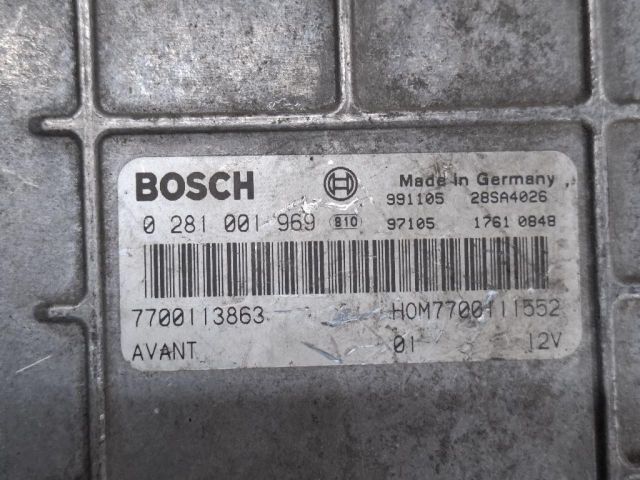 BOSCH Made in Germany
991105 28SA4026
0 281 001 969 810 97105 1761 0848
7700113863 HOM7700111552
AVANT 01 12V